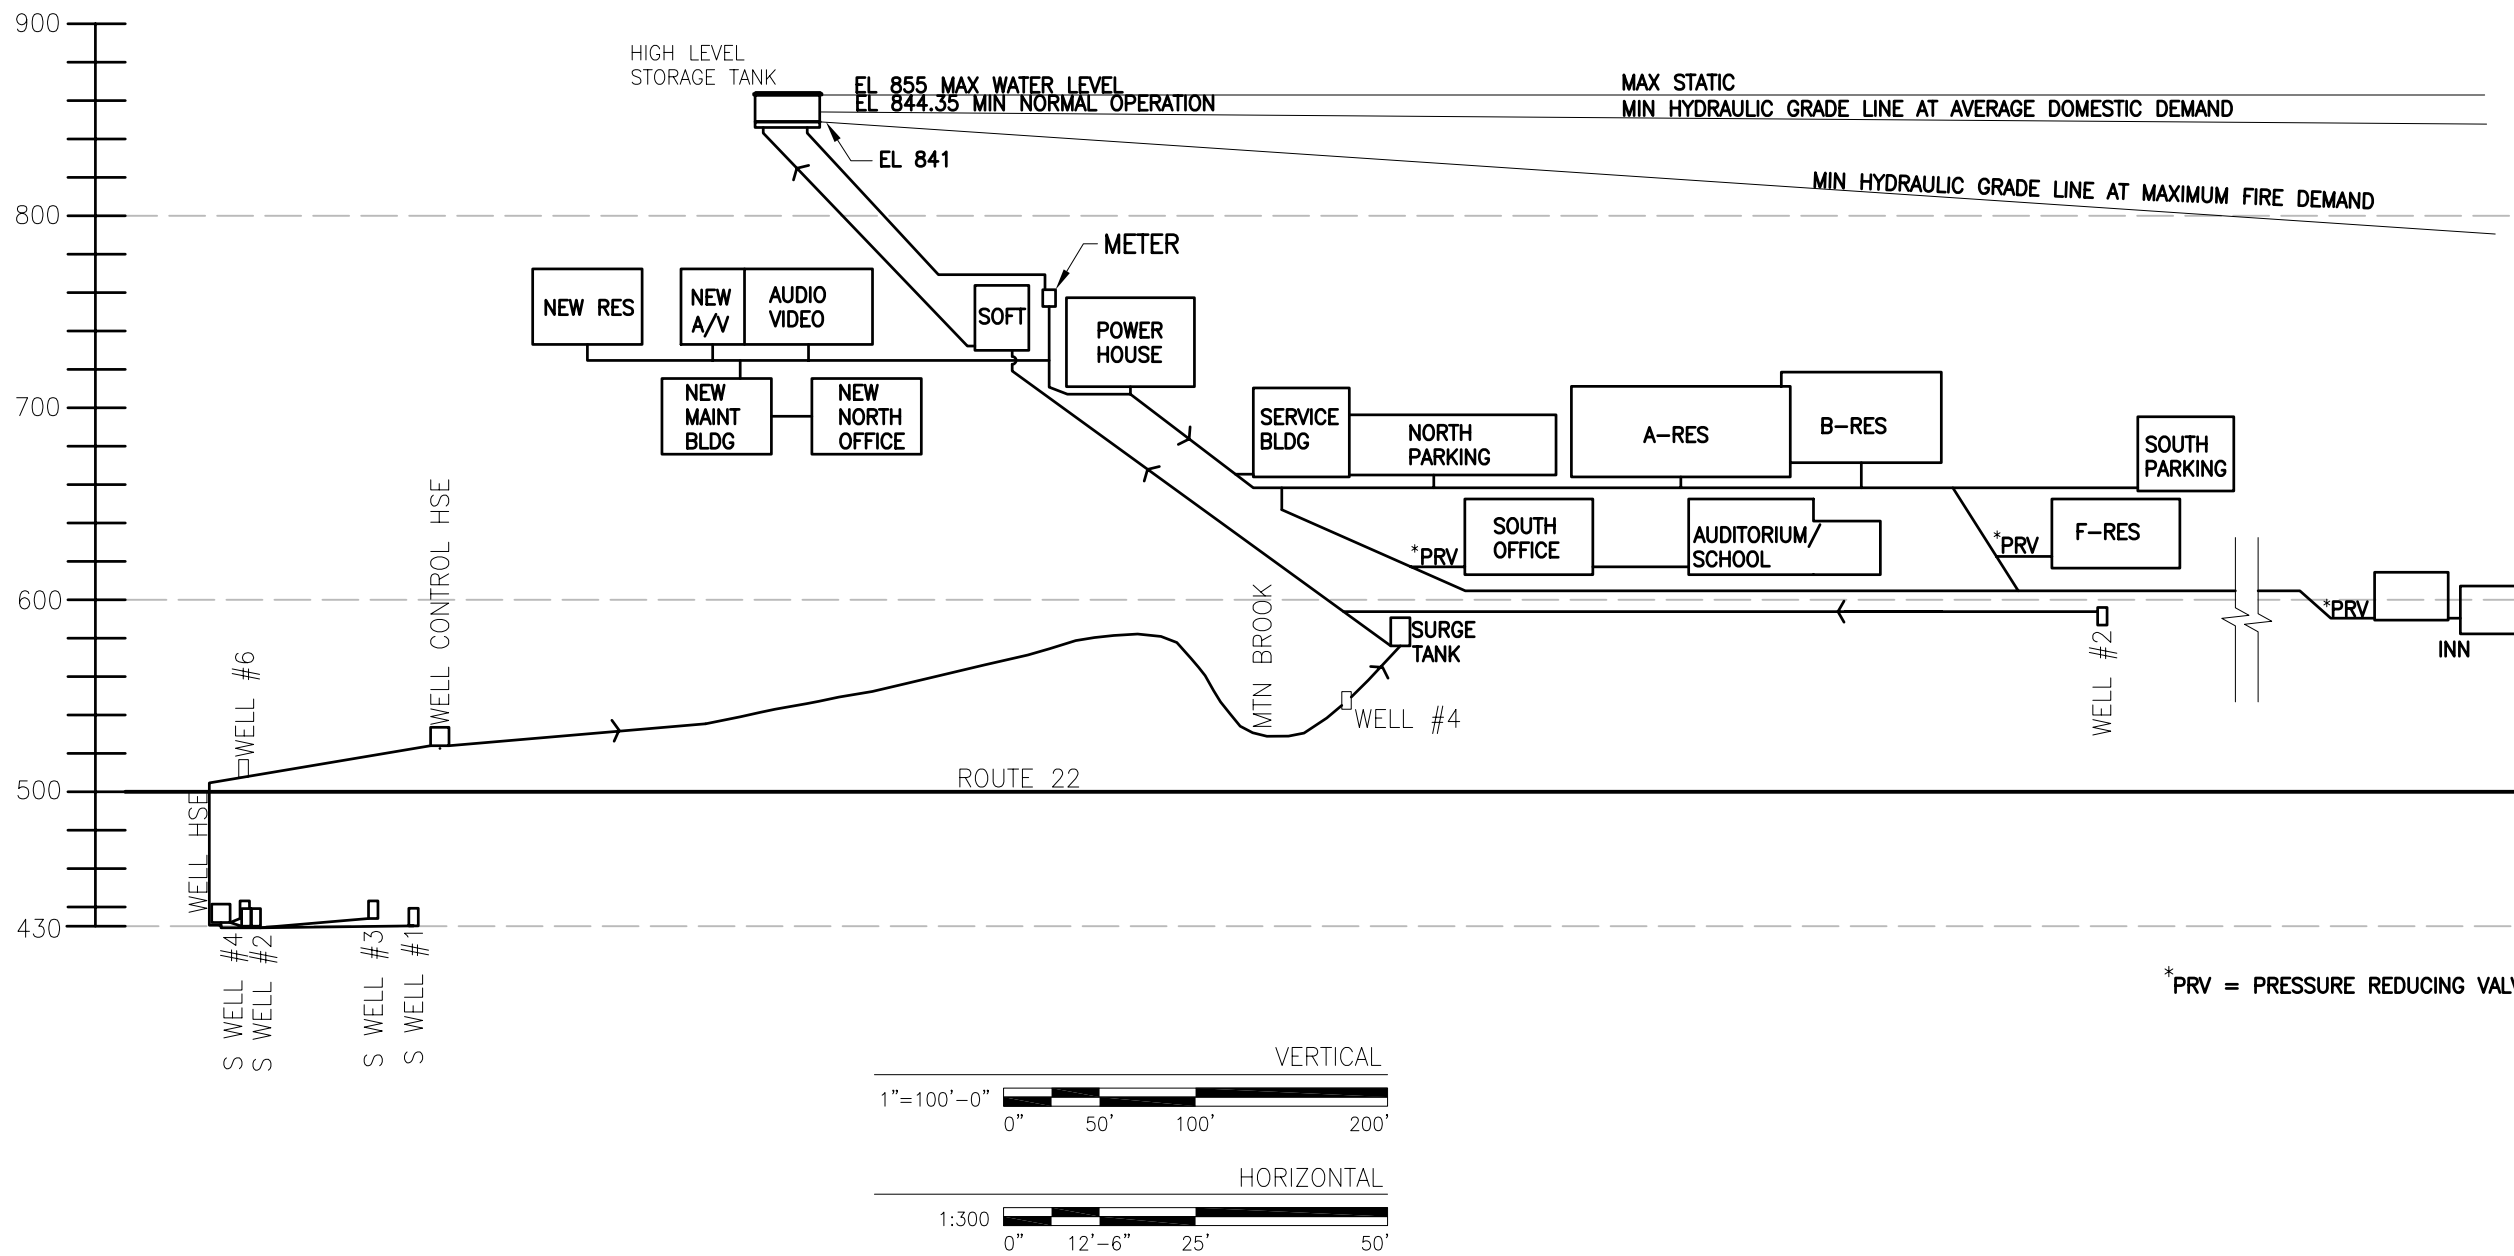 900
HIGH LEVEL
STORAGE TANK
EL 855 MAX WATER LEVEL
EL 844.35 MIN NORMAL OPERATION
MAX STATIC
MIN HYDRAULIC GRADE LINE AT AVERAGE DOMESTIC DEMAND
EL 841
MIN HYDRAULIC GRADE LINE AT MAXIMUM FIRE DEMAND
800
METER
NEW RES
NEW
A/V
AUDIO
VIDEO
SOFT
POWER
HOUSE
700
NEW
MAINT
BLDG
NEW
NORTH
OFFICE
SERVICE
BLDG
NORTH
PARKING
A-RES
B-RES
SOUTH
PARKING
WELL CONTROL HSE
*PRV
SOUTH
OFFICE
AUDITORIUM/
SCHOOL
*PRV
F-RES
600
MTN BROOK
*PRV
SURGE
TANK
INN
WELL #6
WELL #2
WELL #4
ROUTE 22
500
WELL HSE
430
S WELL #4
S WELL #2
S WELL #3
S WELL #1
*PRV = PRESSURE REDUCING VALV
VERTICAL
1"=100'-0"
0" 50' 100' 200'
HORIZONTAL
1:300
0" 12'-6" 25' 50'